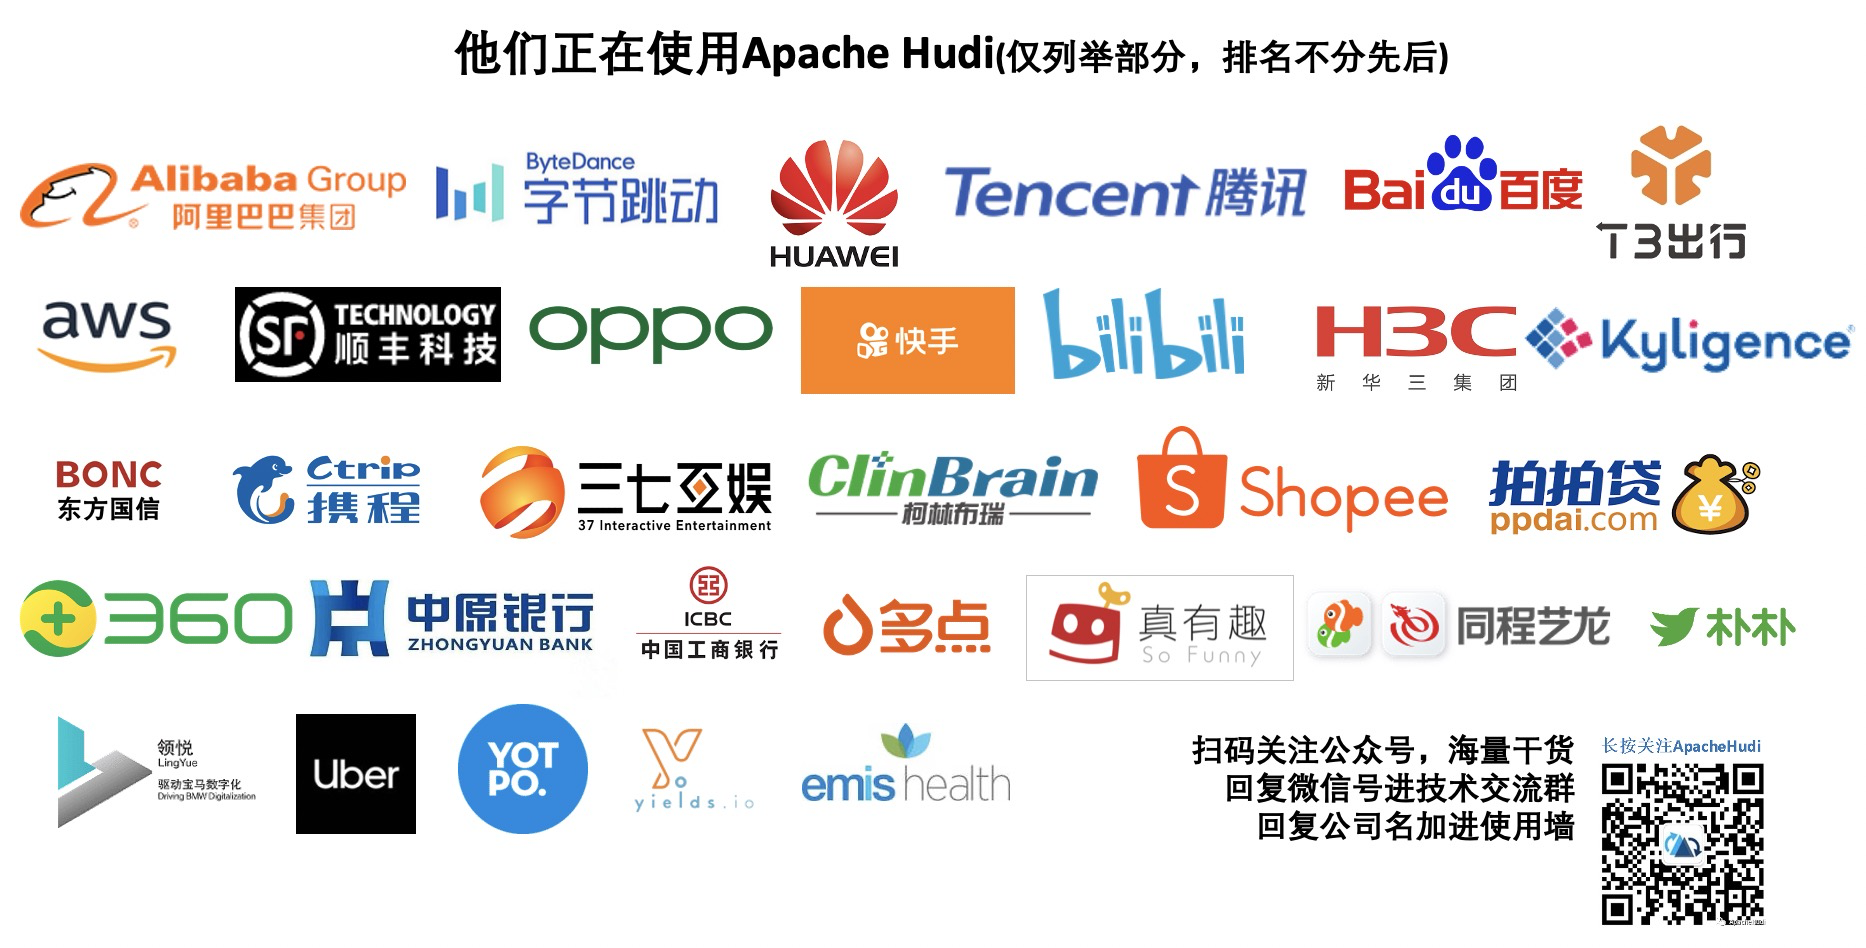 他们正在使用Apache Hudi(仅列举部分，排名不分先后)
Alibaba Group
阿里巴巴集团
ByteDance
字节跳动
HUAWEI
Tencent 腾讯
Bai du 百度
T3出行
aws
SF TECHNOLOGY
顺丰科技
oppo
快手
bilibili
H3C
新华三集团
Kyligence
BONC
东方国信
Ctrip
携程
三七互娱
37 Interactive Entertainment
ClinBrain
柯林布瑞
S Shopee
拍拍贷
ppdai.com
¥
360
中原银行
ZHONGYUAN BANK
ICBC
中国工商银行
多点
真有趣
So Funny
同程艺龙
朴朴
领悦
LingYue
驱动宝马数字化
Driving BMW Digitalization
Uber
YOT
PO.
yields.io
emis health
扫码关注公众号，海量干货
回复微信号进技术交流群
回复公司名加进使用墙
长按关注ApacheHudi